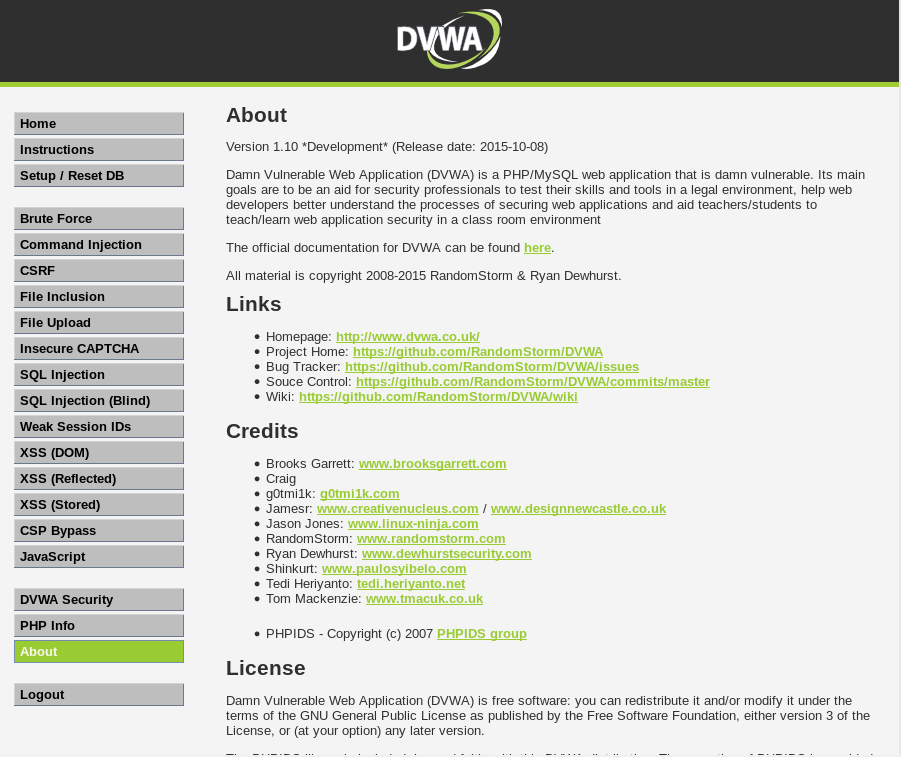 DVWA
Home
Instructions
Setup / Reset DB
Brute Force
Command Injection
CSRF
File Inclusion
File Upload
Insecure CAPTCHA
SQL Injection
SQL Injection (Blind)
Weak Session IDs
XSS (DOM)
XSS (Reflected)
XSS (Stored)
CSP Bypass
JavaScript
DVWA Security
PHP Info
About
Logout
About
Version 1.10 *Development* (Release date: 2015-10-08)
Damn Vulnerable Web Application (DVWA) is a PHP/MySQL web application that is damn vulnerable. Its main
goals are to be an aid for security professionals to test their skills and tools in a legal environment, help web
developers better understand the processes of securing web applications and aid teachers/students to
teach/learn web application security in a class room environment
The official documentation for DVWA can be found here.
All material is copyright 2008-2015 RandomStorm & Ryan Dewhurst.
Links
• Homepage: http://www.dvwa.co.uk/
• Project Home: https://github.com/RandomStorm/DVWA
• Bug Tracker: https://github.com/RandomStorm/DVWA/issues
• Souce Control: https://github.com/RandomStorm/DVWA/commits/master
• Wiki: https://github.com/RandomStorm/DVWA/wiki
Credits
• Brooks Garrett: www.brooksgarrett.com
• Craig
• g0tmi1k: g0tmi1k.com
• Jamesr: www.creativenucleus.com / www.designnewcastle.co.uk
• Jason Jones: www.linux-ninja.com
• RandomStorm: www.randomstorm.com
• Ryan Dewhurst: www.dewhurstsecurity.com
• Shinkurt: www.paulosyibelo.com
• Tedi Heriyanto: tedi.heriyanto.net
• Tom Mackenzie: www.tmacuk.co.uk
• PHPIDS - Copyright (c) 2007 PHPIDS group
License
Damn Vulnerable Web Application (DVWA) is free software: you can redistribute it and/or modify it under the
terms of the GNU General Public License as published by the Free Software Foundation, either version 3 of the
License, or (at your option) any later version.